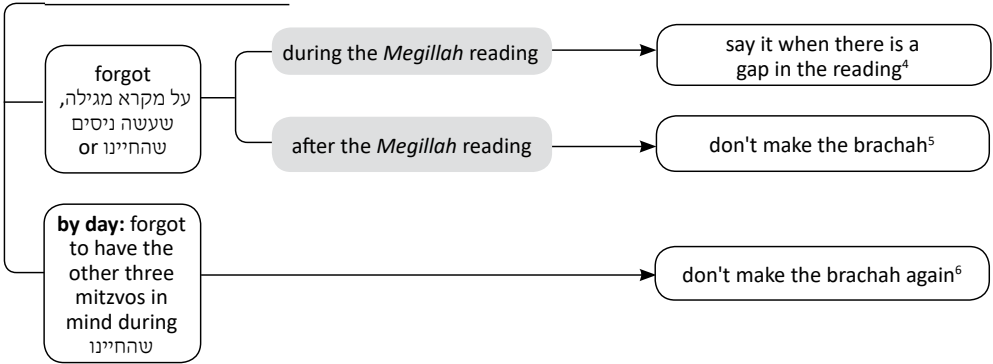 forgot
על מקרא מגילה,
שעשה ניסים
or שהחיינו
during the Megillah reading
say it when there is a
gap in the reading⁴
after the Megillah reading
don't make the brachah⁵
by day: forgot
to have the
other three
mitzvos in
mind during
שהחיינו
don't make the brachah again⁶